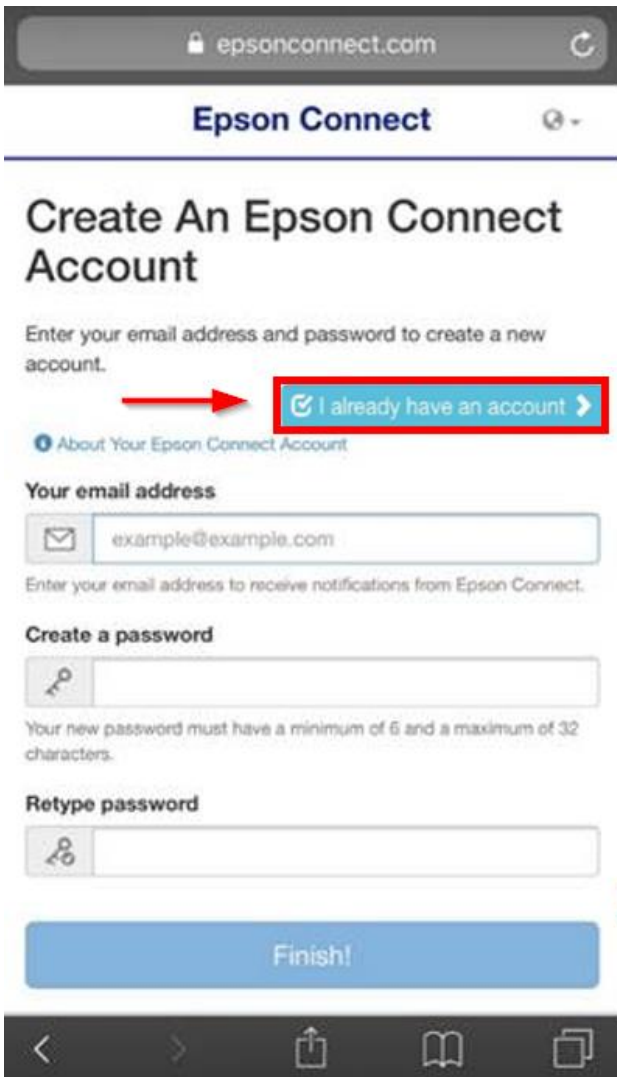 epsonconnect.com
Epson Connect
Create An Epson Connect
Account
Enter your email address and password to create a new
account.
I already have an account
About Your Epson Connect Account
Your email address
example@example.com
Enter your email address to receive notifications from Epson Connect.
Create a password
Your new password must have a minimum of 6 and a maximum of 32
characters.
Retype password
Finish!